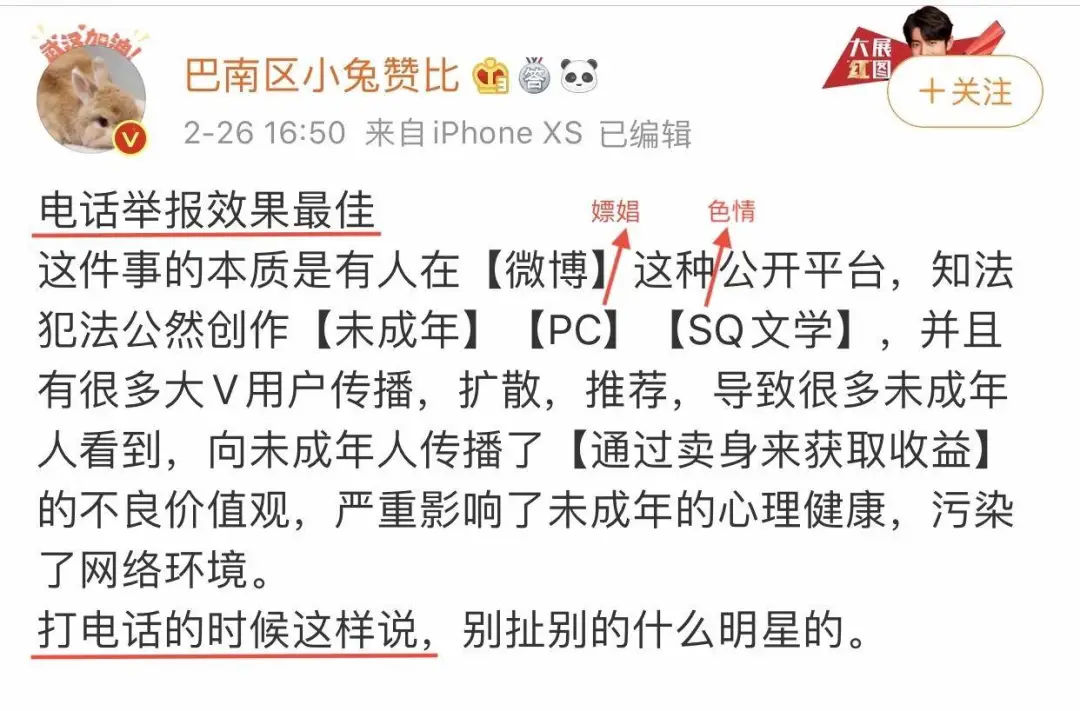 武汉加油!
大展
红图
巴南区小兔赞比
答
V
+关注
2-26 16:50 来自iPhone XS 已编辑
电话举报效果最佳
嫖娼 色情
这件事的本质是有人在【微博】这种公开平台，知法
犯法公然创作【未成年】【PC】【SQ文学】，并且
有很多大V用户传播，扩散，推荐，导致很多未成年
人看到，向未成年人传播了【通过卖身来获取收益】
的不良价值观，严重影响了未成年的心理健康，污染
了网络环境。
打电话的时候这样说，别扯别的什么明星的。